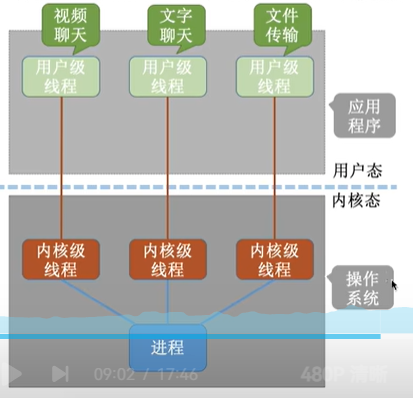 视频
聊天
文字
聊天
文件
传输
用户级
线程
用户级
线程
用户级
线程
应用
程序
用户态
内核态
内核级
线程
内核级
线程
内核级
线程
操作
系统
进程
09:02 / 17:46
480P 清晰